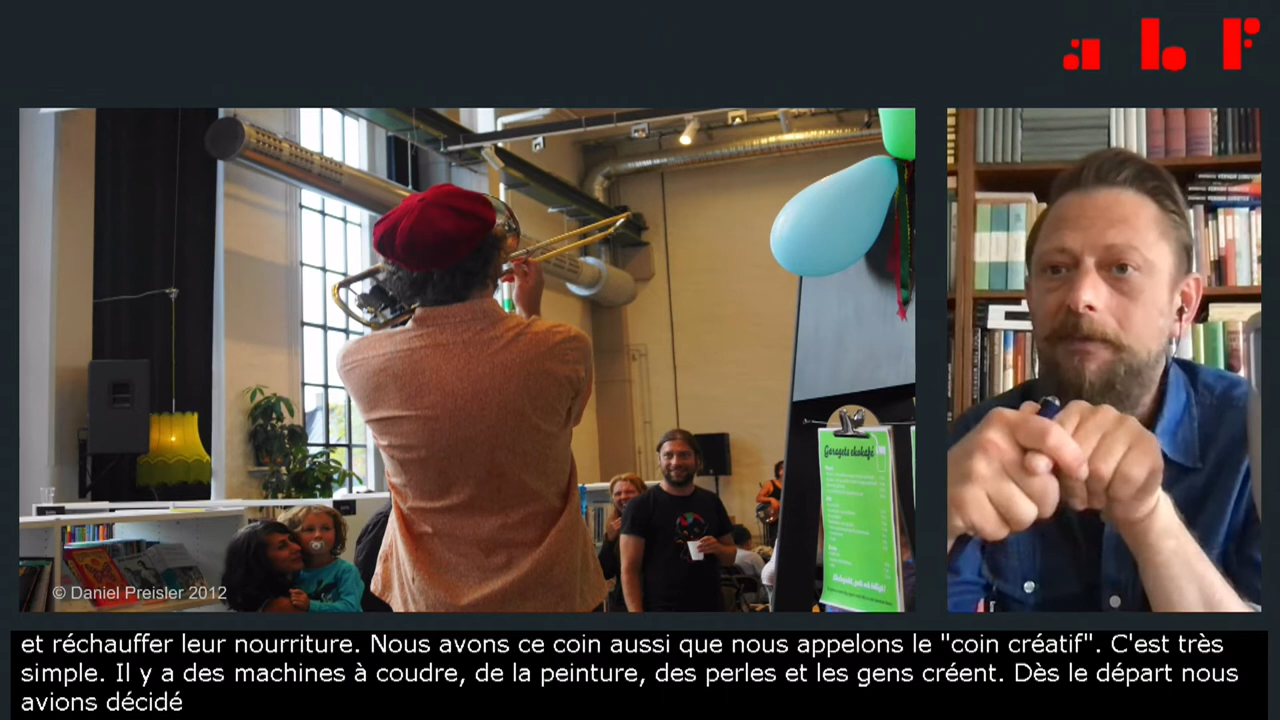 a b F
Garagets ekokafé
© Daniel Preisler 2012
et réchauffer leur nourriture. Nous avons ce coin aussi que nous appelons le "coin créatif". C'est très
simple. Il y a des machines à coudre, de la peinture, des perles et les gens créent. Dès le départ nous
avions décidé